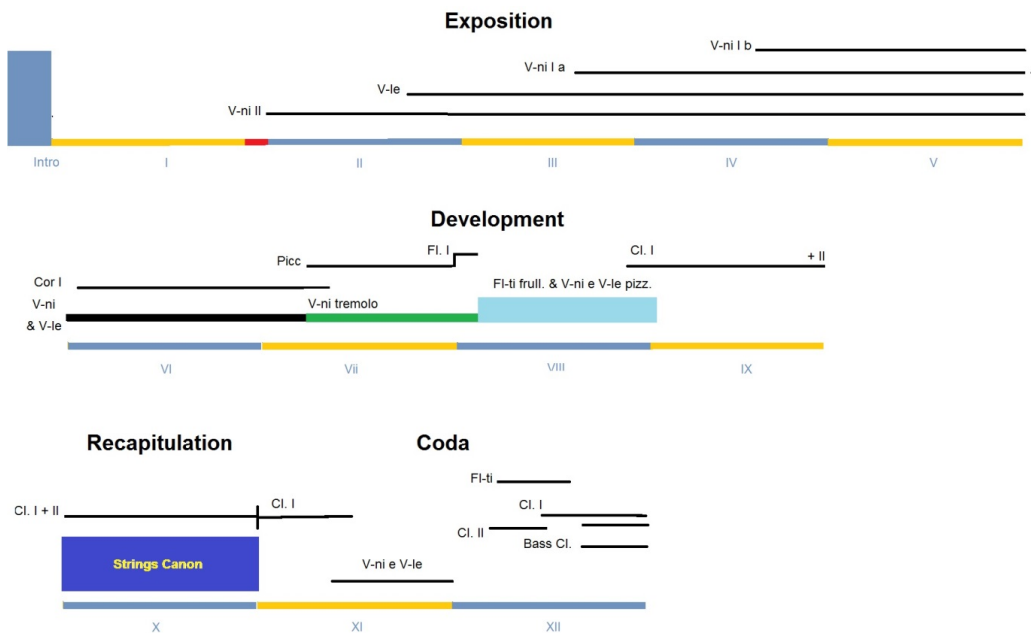 Exposition
V-ni I b
V-ni I a
V-le
V-ni II
Intro I II III IV V
Development
Picc Fl. I Cl. I + II
Cor I
Fl-ti frull. & V-ni e V-le pizz.
V-ni V-ni tremolo
& V-le
VI Vii VIII IX
Recapitulation Coda
Fl-ti
Cl. I + II Cl. I Cl. I
Cl. II
Bass Cl.
Strings Canon V-ni e V-le
X XI XII